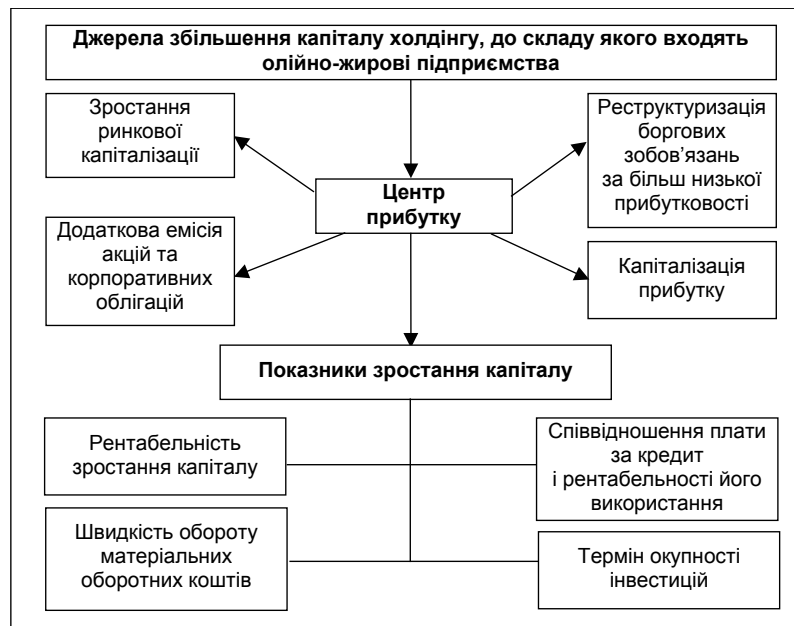 Джерела збільшення капіталу холдінгу, до складу якого входять
олійно-жирові підприємства
Зростання
ринкової
капіталізації
Реструктуризація
боргових
зобов’язань
за більш низької
прибутковості
Центр
прибутку
Додаткова емісія
акцій та
корпоративних
облігацій
Капіталізація
прибутку
Показники зростання капіталу
Рентабельність
зростання капіталу
Співвідношення плати
за кредит
і рентабельності його
використання
Швидкість обороту
матеріальних
оборотних коштів
Термін окупності
інвестицій